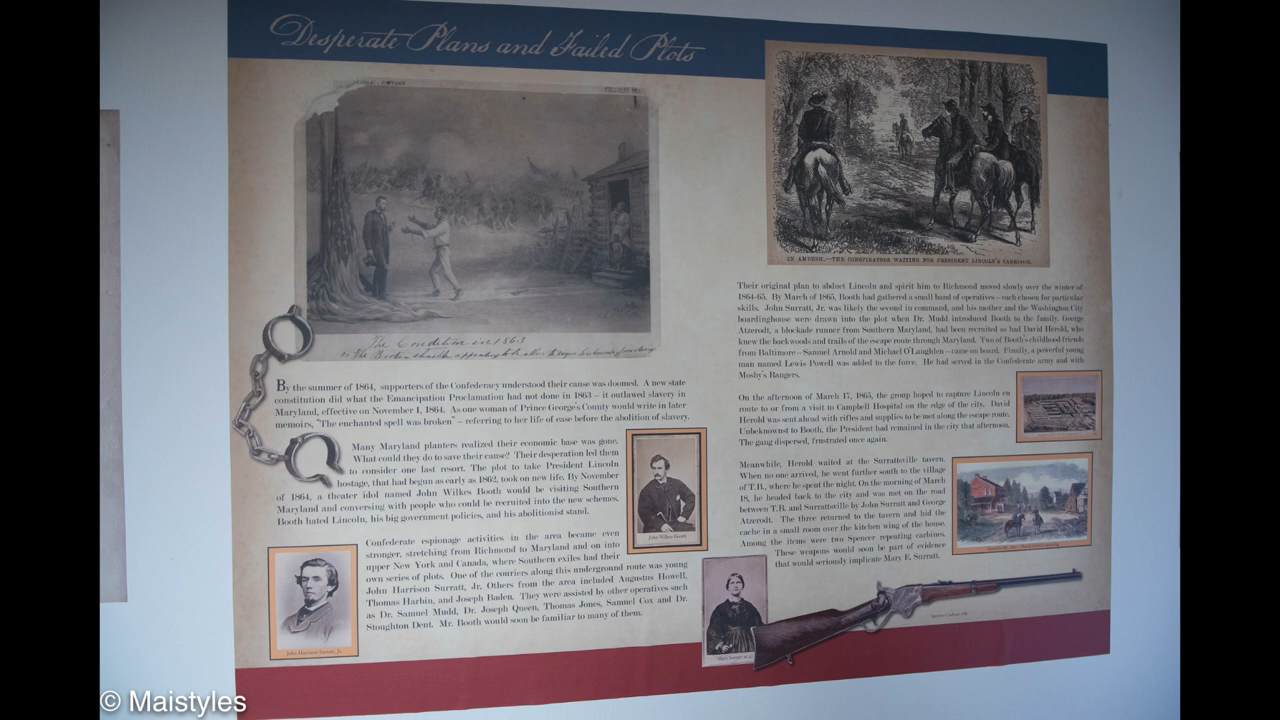 Desperate Plans and Failed Plots
The Condition in 1863
By the summer of 1864, supporters of the Confederacy understood their cause was doomed. A new state
constitution did what the Emancipation Proclamation had not done in 1863 – it outlawed slavery in
Maryland, effective on November 1, 1864. As one woman of Prince George's County would write in later
memoirs, "The enchanted spell was broken" – referring to her life of ease before the abolition of slavery.
Many Maryland planters realized their economic base was gone.
What could they do to save their cause? Their desperation led them
to consider one last resort. The plot to take President Lincoln
hostage, that had begun as early as 1862, took on new life. By November
of 1864, a theater idol named John Wilkes Booth would be visiting Southern
Maryland and conversing with people who could be recruited into the new schemes.
Booth hated Lincoln, his big government policies, and his abolitionist stand.
John Wilkes Booth
Confederate espionage activities in the area became even
stronger, stretching from Richmond to Maryland and on into
upper New York and Canada, where Southern exiles had their
own series of plots. One of the couriers along this underground route was young
John Harrison Surratt, Jr. Others from the area included Augustus Howell,
Thomas Harbin, and Joseph Baden. They were assisted by other operatives such
as Dr. Samuel Mudd, Dr. Joseph Queen, Thomas Jones, Samuel Cox and Dr.
Stoughton Dent. Mr. Booth would soon be familiar to many of them.
John Harrison Surratt, Jr.
IN AMBUSH.—THE CONSPIRATORS WAITING FOR PRESIDENT LINCOLN'S CARRIAGE.
Their original plan to abduct Lincoln and spirit him to Richmond moved slowly over the winter of
1864-65. By March of 1865, Booth had gathered a small band of operatives – each chosen for particular
skills. John Surratt, Jr. was likely the second in command, and his mother and the Washington City
boardinghouse were drawn into the plot when Dr. Mudd introduced Booth to the family. George
Atzerodt, a blockade runner from Southern Maryland, had been recruited as had David Herold, who
knew the backwoods and trails of the escape route through Maryland. Two of Booth's childhood friends
from Baltimore – Samuel Arnold and Michael O'Laughlen – came on board. Finally, a powerful young
man named Lewis Powell was added to the force. He had served in the Confederate army and with
Mosby's Rangers.
On the afternoon of March 17, 1865, the group hoped to capture Lincoln en
route to or from a visit to Campbell Hospital on the edge of the city. David
Herold was sent ahead with rifles and supplies to be met along the escape route.
Unbeknownst to Booth, the President had remained in the city that afternoon.
The gang dispersed, frustrated once again.
Meanwhile, Herold waited at the Surrattsville tavern.
When no one arrived, he went further south to the village
of T.B., where he spent the night. On the morning of March
18, he headed back to the city and was met on the road
between T.B. and Surrattsville by John Surratt and George
Atzerodt. The three returned to the tavern and hid the
cache in a small room over the kitchen wing of the house.
Among the items were two Spencer repeating carbines.
These weapons would soon be part of evidence
that would seriously implicate Mary E. Surratt.
© Maistyles